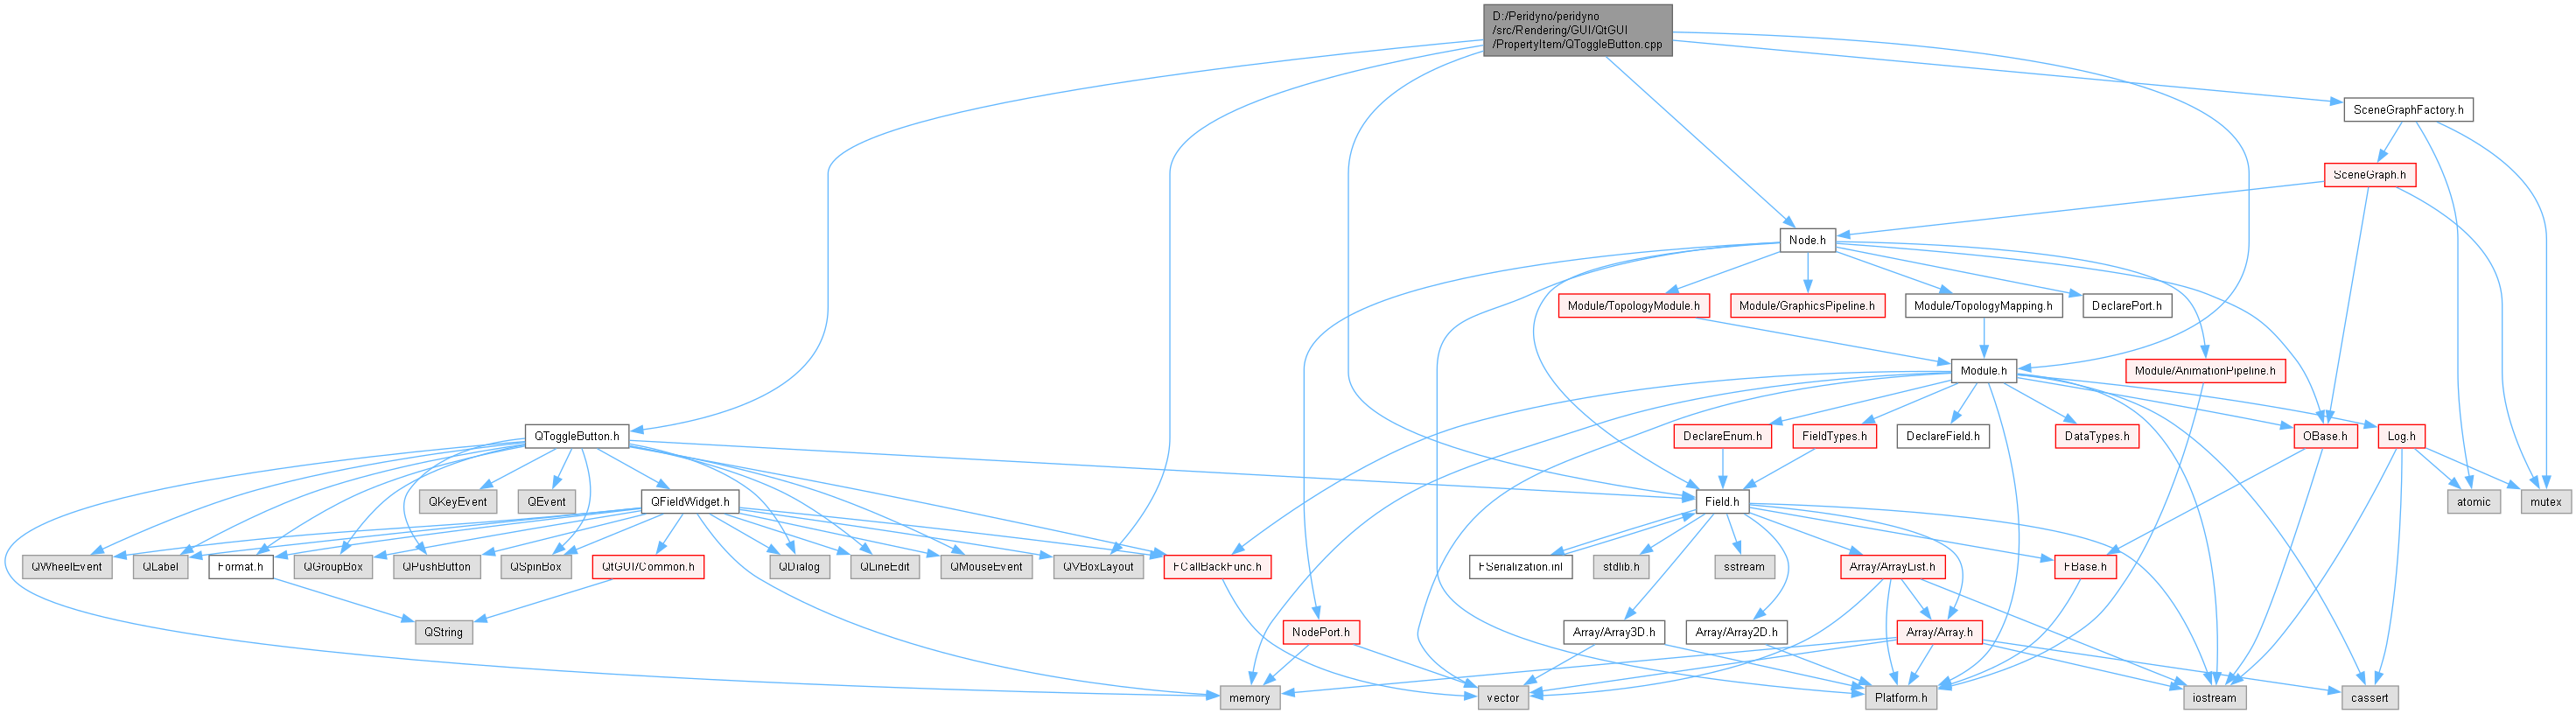 D:/Peridyno/peridyno
/src/Rendering/GUI/QtGUI
/PropertyItem/QToggleButton.cpp
SceneGraphFactory.h
SceneGraph.h
Node.h
Module/TopologyModule.h
Module/GraphicsPipeline.h
Module/TopologyMapping.h
DeclarePort.h
Module.h
Module/AnimationPipeline.h
QToggleButton.h
DeclareEnum.h
FieldTypes.h
DeclareField.h
DataTypes.h
OBase.h
Log.h
QKeyEvent
QEvent
QFieldWidget.h
Field.h
atomic
mutex
QWheelEvent
QLabel
Format.h
QGroupBox
QPushButton
QSpinBox
QtGUI/Common.h
QDialog
QLineEdit
QMouseEvent
QVBoxLayout
FCallBackFunc.h
FSerialization.inl
stdlib.h
sstream
Array/ArrayList.h
FBase.h
QString
NodePort.h
Array/Array3D.h
Array/Array2D.h
Array/Array.h
memory
vector
Platform.h
iostream
cassert